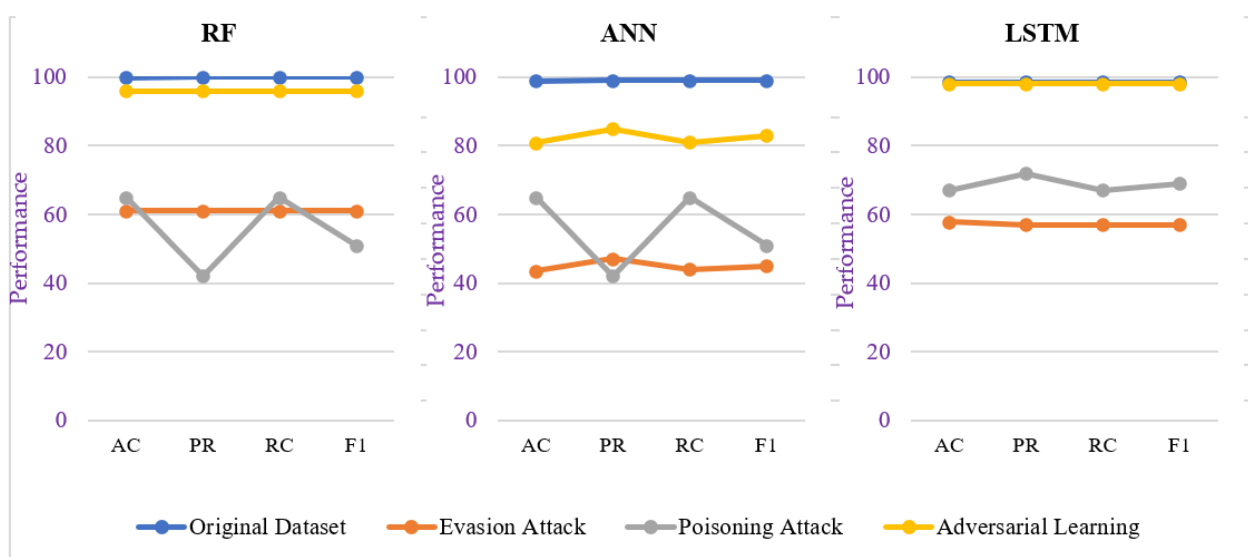 RF
ANN
LSTM
Performance
100
80
60
40
20
0
AC PR RC F1
Performance
100
80
60
40
20
0
AC PR RC F1
Performance
100
80
60
40
20
0
AC PR RC F1
Original Dataset Evasion Attack Poisoning Attack Adversarial Learning